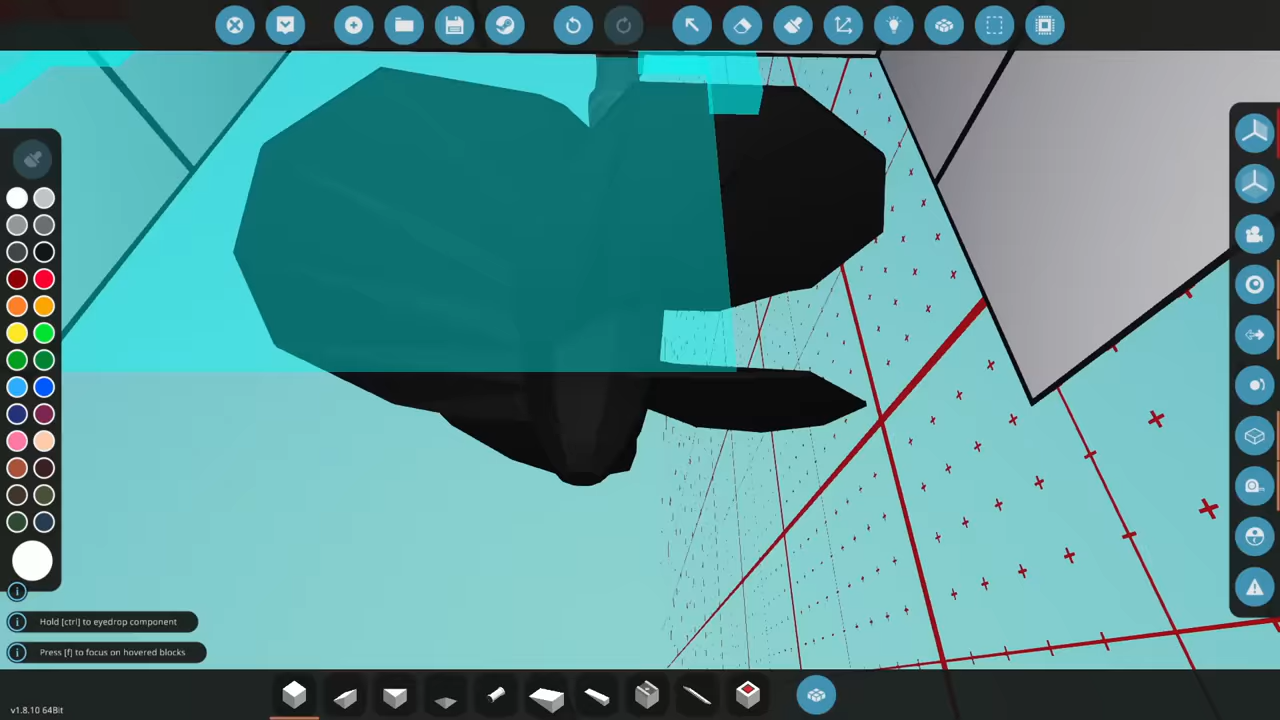 Hold [ctrl] to eyedrop component
Press [f] to focus on hovered blocks
v1.8.10 64Bit